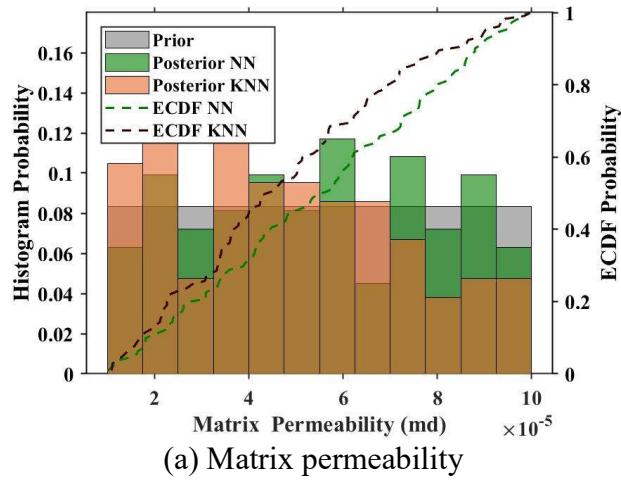 Prior
Posterior NN
Posterior KNN
ECDF NN
ECDF KNN
Histogram Probability
0.16
0.14
0.12
0.1
0.08
0.06
0.04
0.02
0
ECDF Probability
1
0.8
0.6
0.4
0.2
0
2 4 6 8 10
Matrix Permeability (md)
×10-5
(a) Matrix permeability